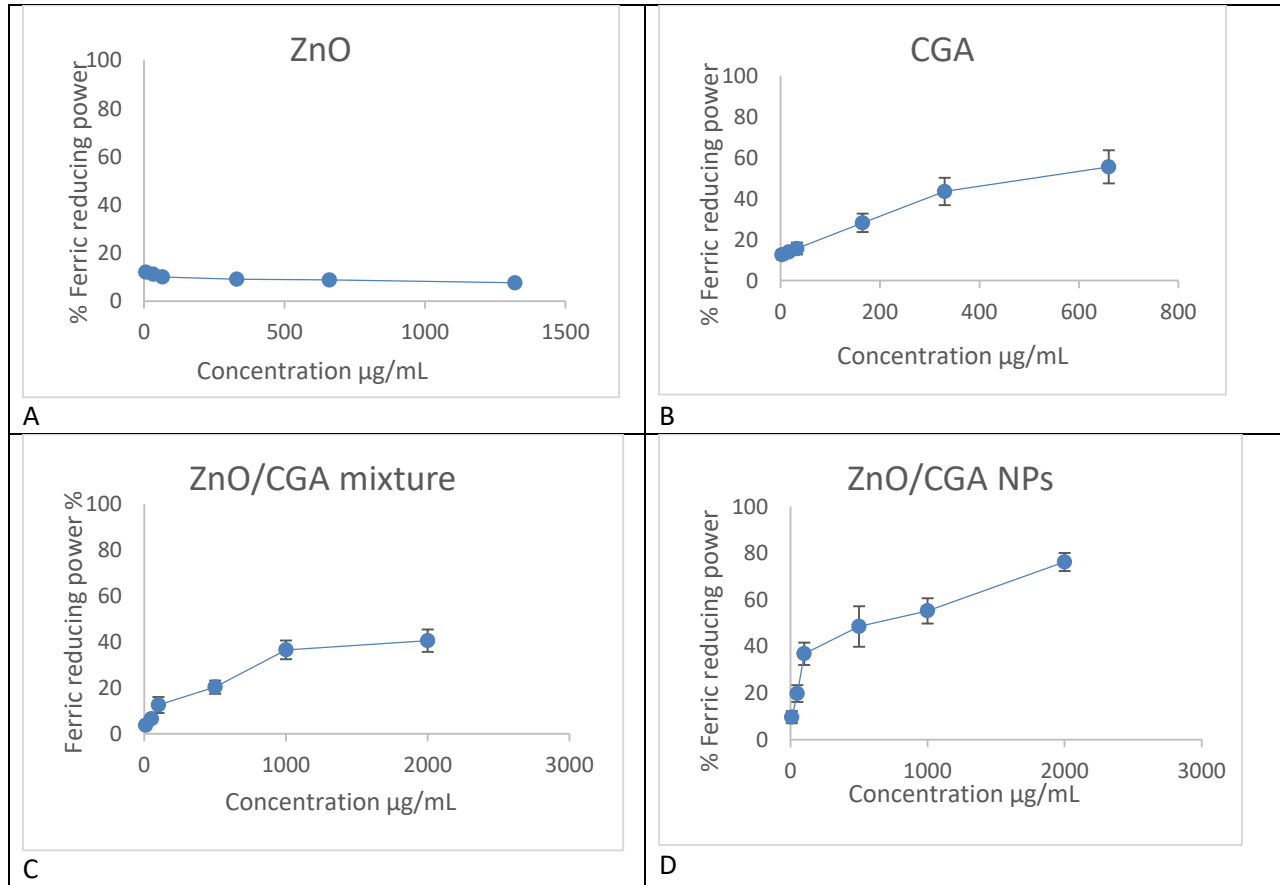 ZnO
% Ferric reducing power
100
80
60
40
20
0
0 500 1000 1500
Concentration µg/mL
A
CGA
% Ferric reducing power
100
80
60
40
20
0
0 200 400 600 800
Concentration µg/mL
B
ZnO/CGA mixture
Ferric reducing power %
100
80
60
40
20
0
0 1000 2000 3000
Concentration µg/mL
C
ZnO/CGA NPs
% Ferric reducing power
100
80
60
40
20
0
0 1000 2000 3000
Concentration µg/mL
D